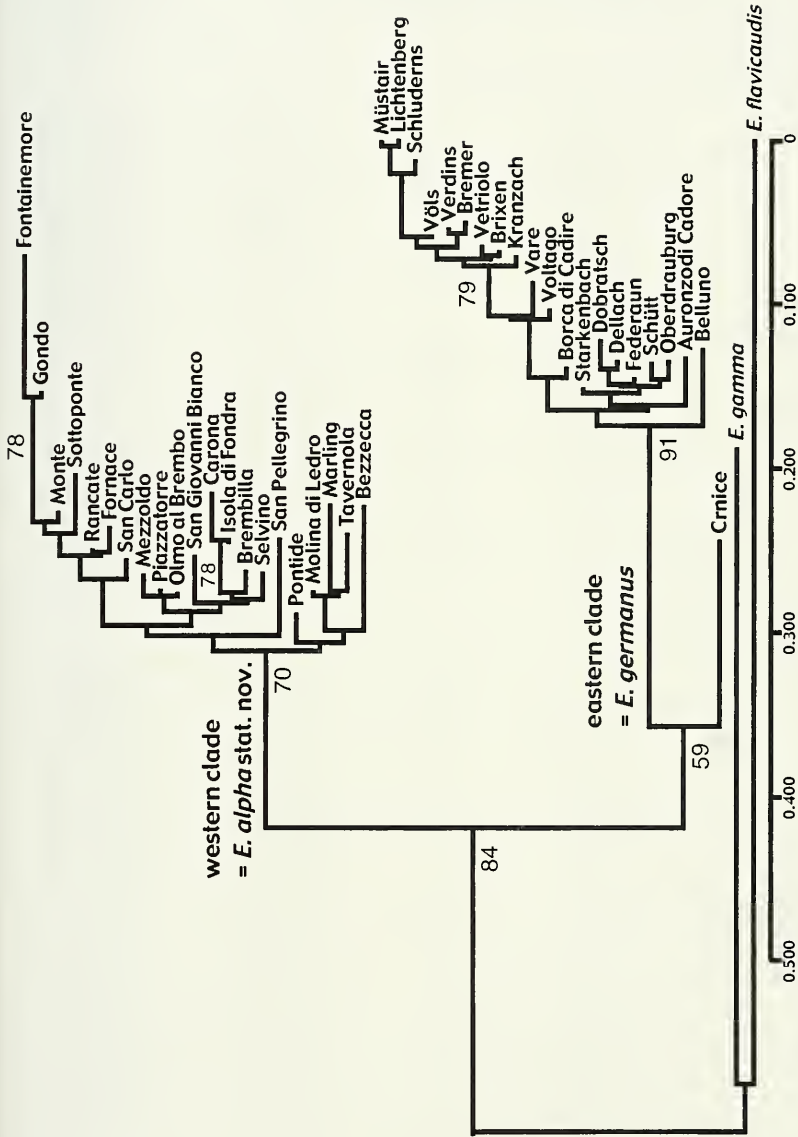 Fontainemore
78
Gondo
Monte
Sottoponte
Rancate
Fornace
San Carlo
Mezzoldo
Piazzatorre
Olmo al Brembo
San Giovanni Bianco
Carona
78
Isola di Fondra
Brembilla
Selvino
San Pellegrino
Pontide
Molina di Ledro
Marling
Tavernola
Bezzecca
70
western clade
= E. alpha stat. nov.
84
Müstair
Lichtenberg
Schluderns
Völs
Verdins
Bremer
Vetriolo
Brixen
Kranzach
79
Vare
Voltago
Borca di Cadire
Starkenbach
Dobratsch
Dellach
Federaun
Schütt
Oberdrauburg
Auronzodi Cadore
Belluno
91
eastern clade
= E. germanus
Crnice
59
E. gamma
E. flavicaudis
0.500
0.400
0.300
0.200
0.100
0